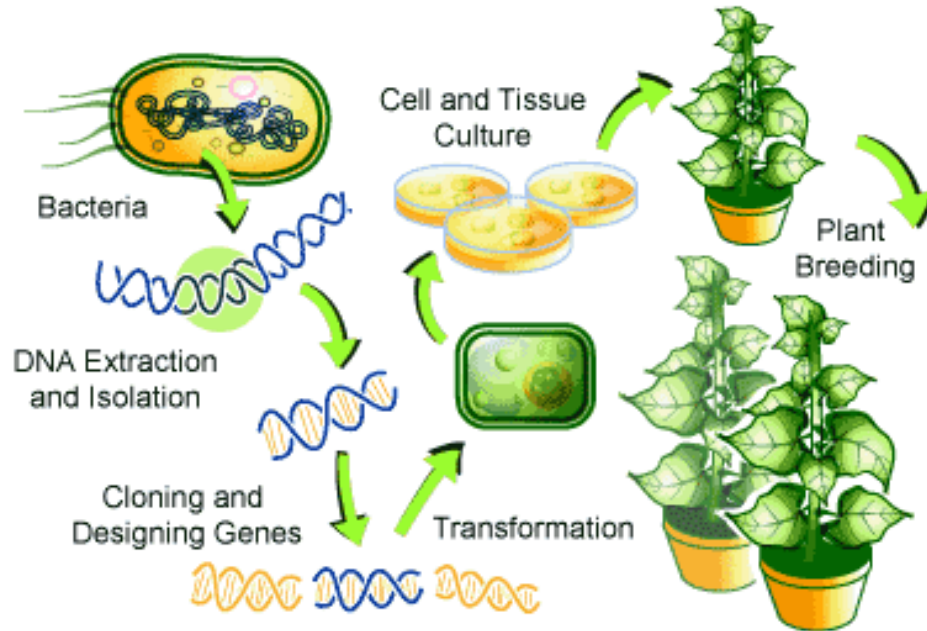 Bacteria
DNA Extraction
and Isolation
Cloning and
Designing Genes
Transformation
Cell and Tissue
Culture
Plant
Breeding